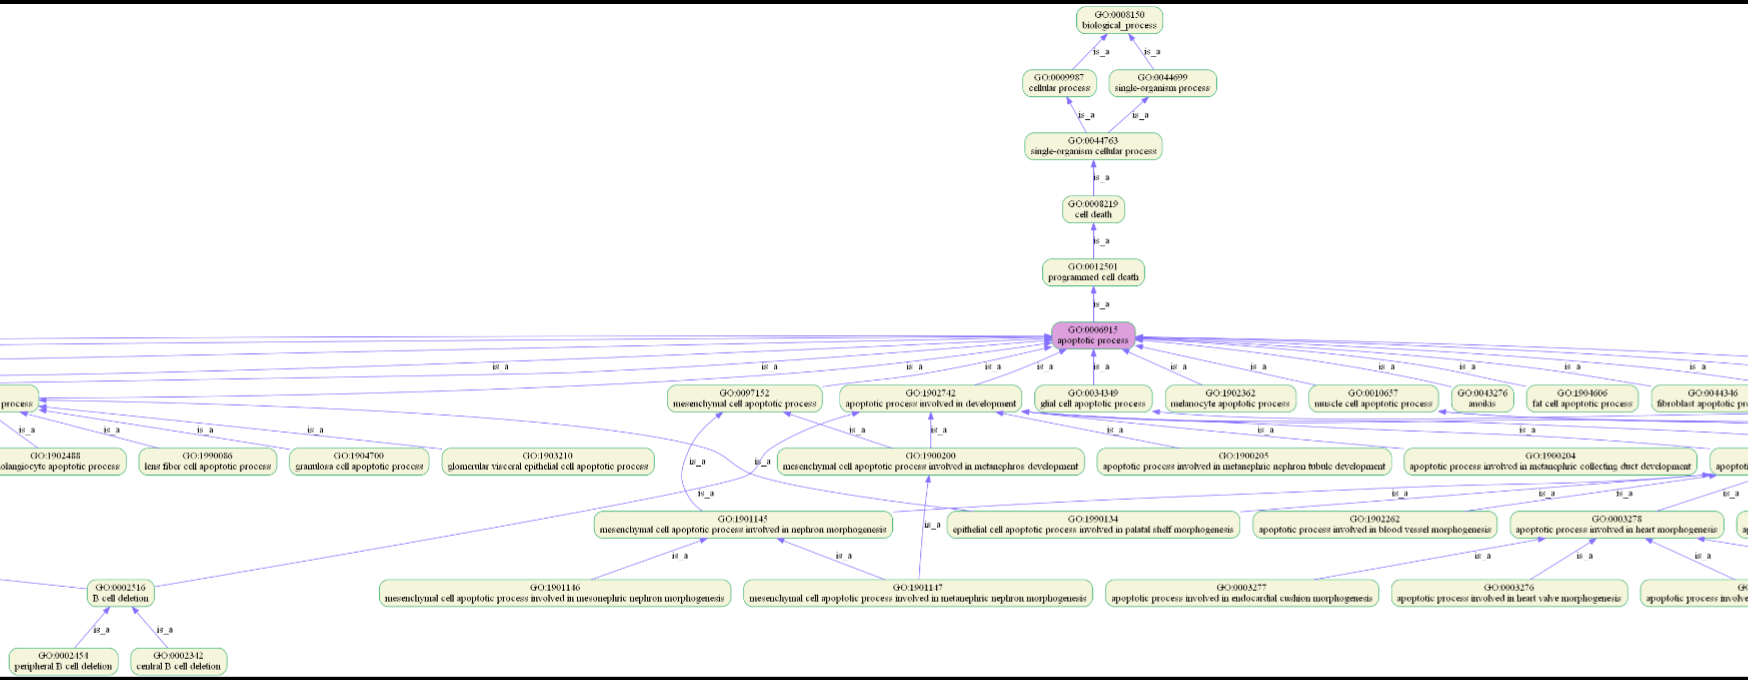 GO:0008150
biological_process
is_a
is_a
GO:0009987
cellular process
GO:0044699
single-organism process
is_a
is_a
GO:0044763
single-organism cellular process
is_a
GO:0008219
cell death
is_a
GO:0012501
programmed cell death
is_a
GO:0006915
apoptotic process
is_a
is_a
is_a
is_a
is_a
is_a
is_a
is_a
is_a
is_a
is_a
is_a
process
GO:0097152
mesenchymal cell apoptotic process
GO:1902742
apoptotic process involved in development
GO:0034349
glial cell apoptotic process
GO:1902362
melanocyte apoptotic process
GO:0010657
muscle cell apoptotic process
GO:0043276
anoikis
GO:1904606
fat cell apoptotic process
GO:0044346
fibroblast apoptotic
is_a
is_a
is_a
is_a
is_a
is_a
is_a
is_a
is_a
GO:1902488
apoptotic process
GO:1990086
lens fiber cell apoptotic process
GO:1904700
granulosa cell apoptotic process
GO:1903210
glomerular visceral epithelial cell apoptotic process
is_a
is_a
GO:1900200
mesenchymal cell apoptotic process involved in metanephros development
GO:1900205
apoptotic process involved in metanephric nephron tubule development
GO:1900204
apoptotic process involved in metanephric collecting duct development
is_a
is_a
is_a
is_a
is_a
GO:1901145
mesenchymal cell apoptotic process involved in nephron morphogenesis
is_a
GO:1990134
epithelial cell apoptotic process involved in palatal shelf morphogenesis
GO:1902262
apoptotic process involved in blood vessel morphogenesis
GO:0003278
apoptotic process involved in heart morphogenesis
is_a
is_a
is_a
is_a
is_a
GO:0002516
B cell deletion
GO:1901146
mesenchymal cell apoptotic process involved in mesonephric nephron morphogenesis
GO:1901147
mesenchymal cell apoptotic process involved in metanephric nephron morphogenesis
GO:0003277
apoptotic process involved in endocardial cushion morphogenesis
GO:0003276
apoptotic process involved in heart valve morphogenesis
apoptotic process
is_a
is_a
GO:0002454
peripheral B cell deletion
GO:0002342
central B cell deletion